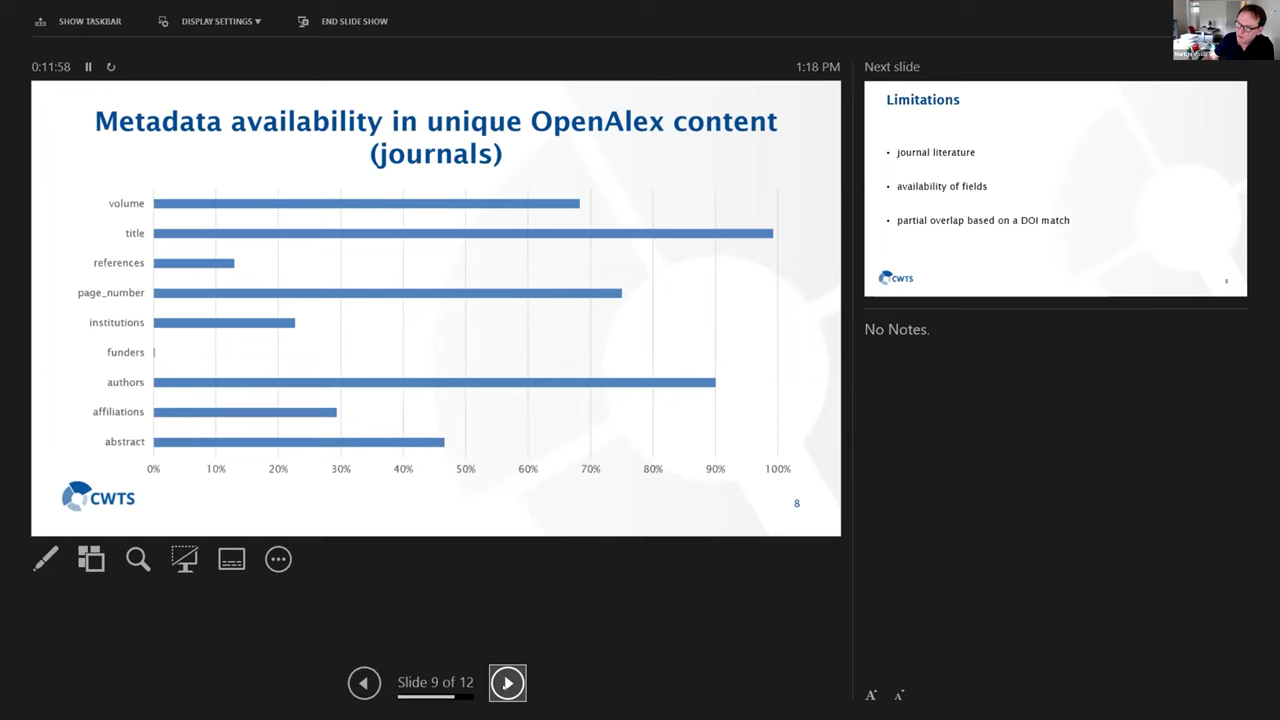 SHOW TASKBAR
DISPLAY SETTINGS ▼
END SLIDE SHOW
0:11:58
1:18 PM
Metadata availability in unique OpenAlex content
(journals)
volume
title
references
page_number
institutions
funders
authors
affiliations
abstract
0% 10% 20% 30% 40% 50% 60% 70% 80% 90% 100%
CWTS
8
Next slide
Limitations
• journal literature
• availability of fields
• partial overlap based on a DOI match
CWTS
9
No Notes.
Slide 9 of 12
A A